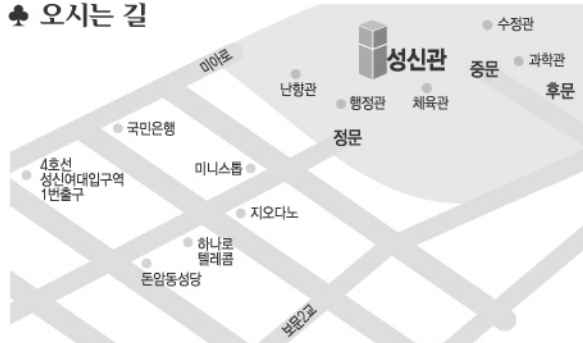 ♣ 오시는 길
미아로
수정관
성신관
중문
과학관
난향관
후문
행정관
체육관
국민은행
정문
4호선
성신여대입구역
1번출구
미니스톱
지오다노
하나로
텔레콤
돈암동성당
보문2교